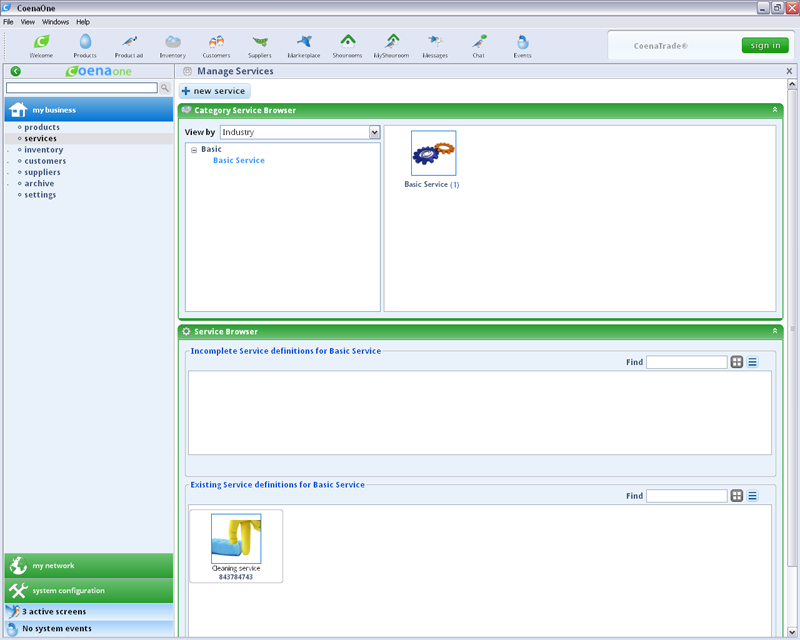 CoenaOne
File View Windows Help
Welcome Products Product ad Inventory Customers Suppliers Marketplace Showrooms MyShowroom Messages Chat Events
CoenaTrade®
sign in
Coenaone
Manage Services
my business
products
services
inventory
customers
suppliers
archive
settings
my network
system configuration
3 active screens
No system events
new service
Category Service Browser
View by Industry
Basic
Basic Service
Basic Service (1)
Service Browser
Incomplete Service definitions for Basic Service
Find
Existing Service definitions for Basic Service
Find
Cleaning service
843784743